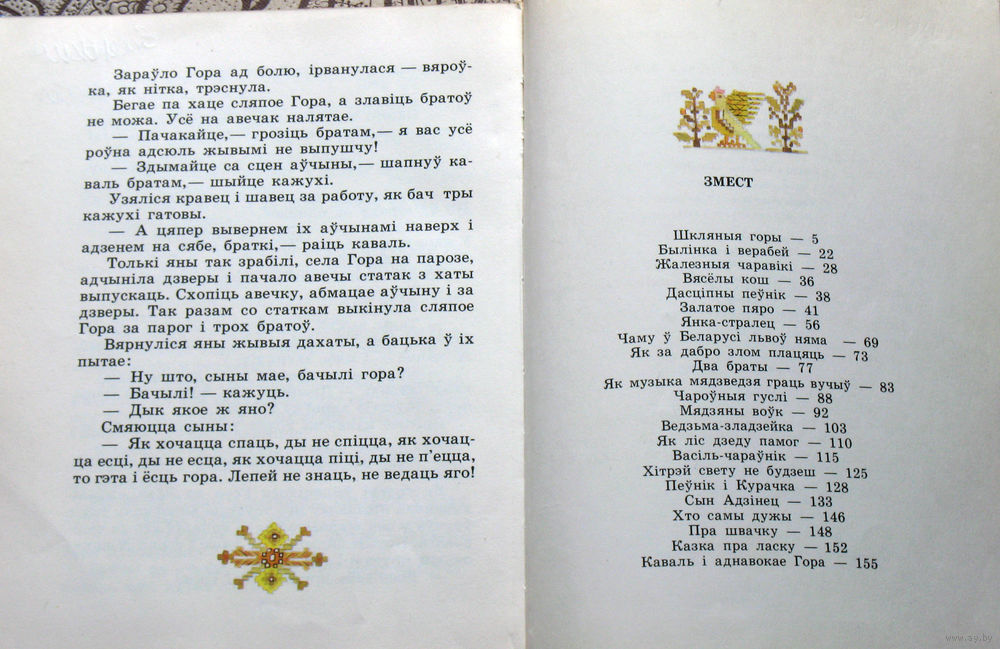 Зараўло Гора ад болю, ірванулася — вяроў-
ка, як нітка, трэснула.
Бегае па хаце сляпое Гора, а злавіць братоў
не можа. Усё на авечак налятае.
— Пачакайце,— грозіць братам,— я вас усё
роўна адсюль жывымі не выпушчу!
— Здымайце са сцен аўчыны,— шапнуў ка-
валь братам,— шыйце кажухі.
Узяліся кравец і шавец за работу, як бач тры
кажухі гатовы.
— А цяпер вывернем іх аўчынамі наверх і
адзенем на сябе, браткі,— раіць каваль.
Толькі яны так зрабілі, села Гора на парозе,
адчыніла дзверы і пачало авечы статак з хаты
выпускаць. Схопіць авечку, абмацае аўчыну і за
дзверы. Так разам со статкам выкінула сляпое
Гора за парог і трох братоў.
Вярнуліся яны жывыя дахаты, а бацька ў іх
пытае:
— Ну што, сыны мае, бачылі гора?
— Бачылі! — кажуць.
— Дык якое ж яно?
Смяюцца сыны:
— Як хочацца спаць, ды не спіцца, як хочац-
ца есці, ды не есца, як хочацца піці, ды не п'ецца,
то гэта і ёсць гора. Лепей не знаць, не ведаць яго!
ЗМЕСТ
Шкляныя горы — 5
Былінка і верабей — 22
Жалезныя чаравікі — 28
Вясёлы кош — 36
Дасціпны пеўнік — 38
Залатое пяро — 41
Янка-стралец — 56
Чаму ў Беларусі львоў няма — 69
Як за дабро злом плацяць — 73
Два браты — 77
Як музыка мядзведзя граць вучыў — 83
Чароўныя гуслі — 88
Мядзяны воўк — 92
Ведзьма-зладзейка — 103
Як ліс дзеду памог — 110
Васіль-чараўнік — 115
Хітрэй свету не будзеш — 125
Пеўнік і Курачка — 128
Сын Адзінец — 133
Хто самы дужы — 146
Пра швачку — 148
Казка пра ласку — 152
Каваль і аднавокае Гора — 155
www.ay.by